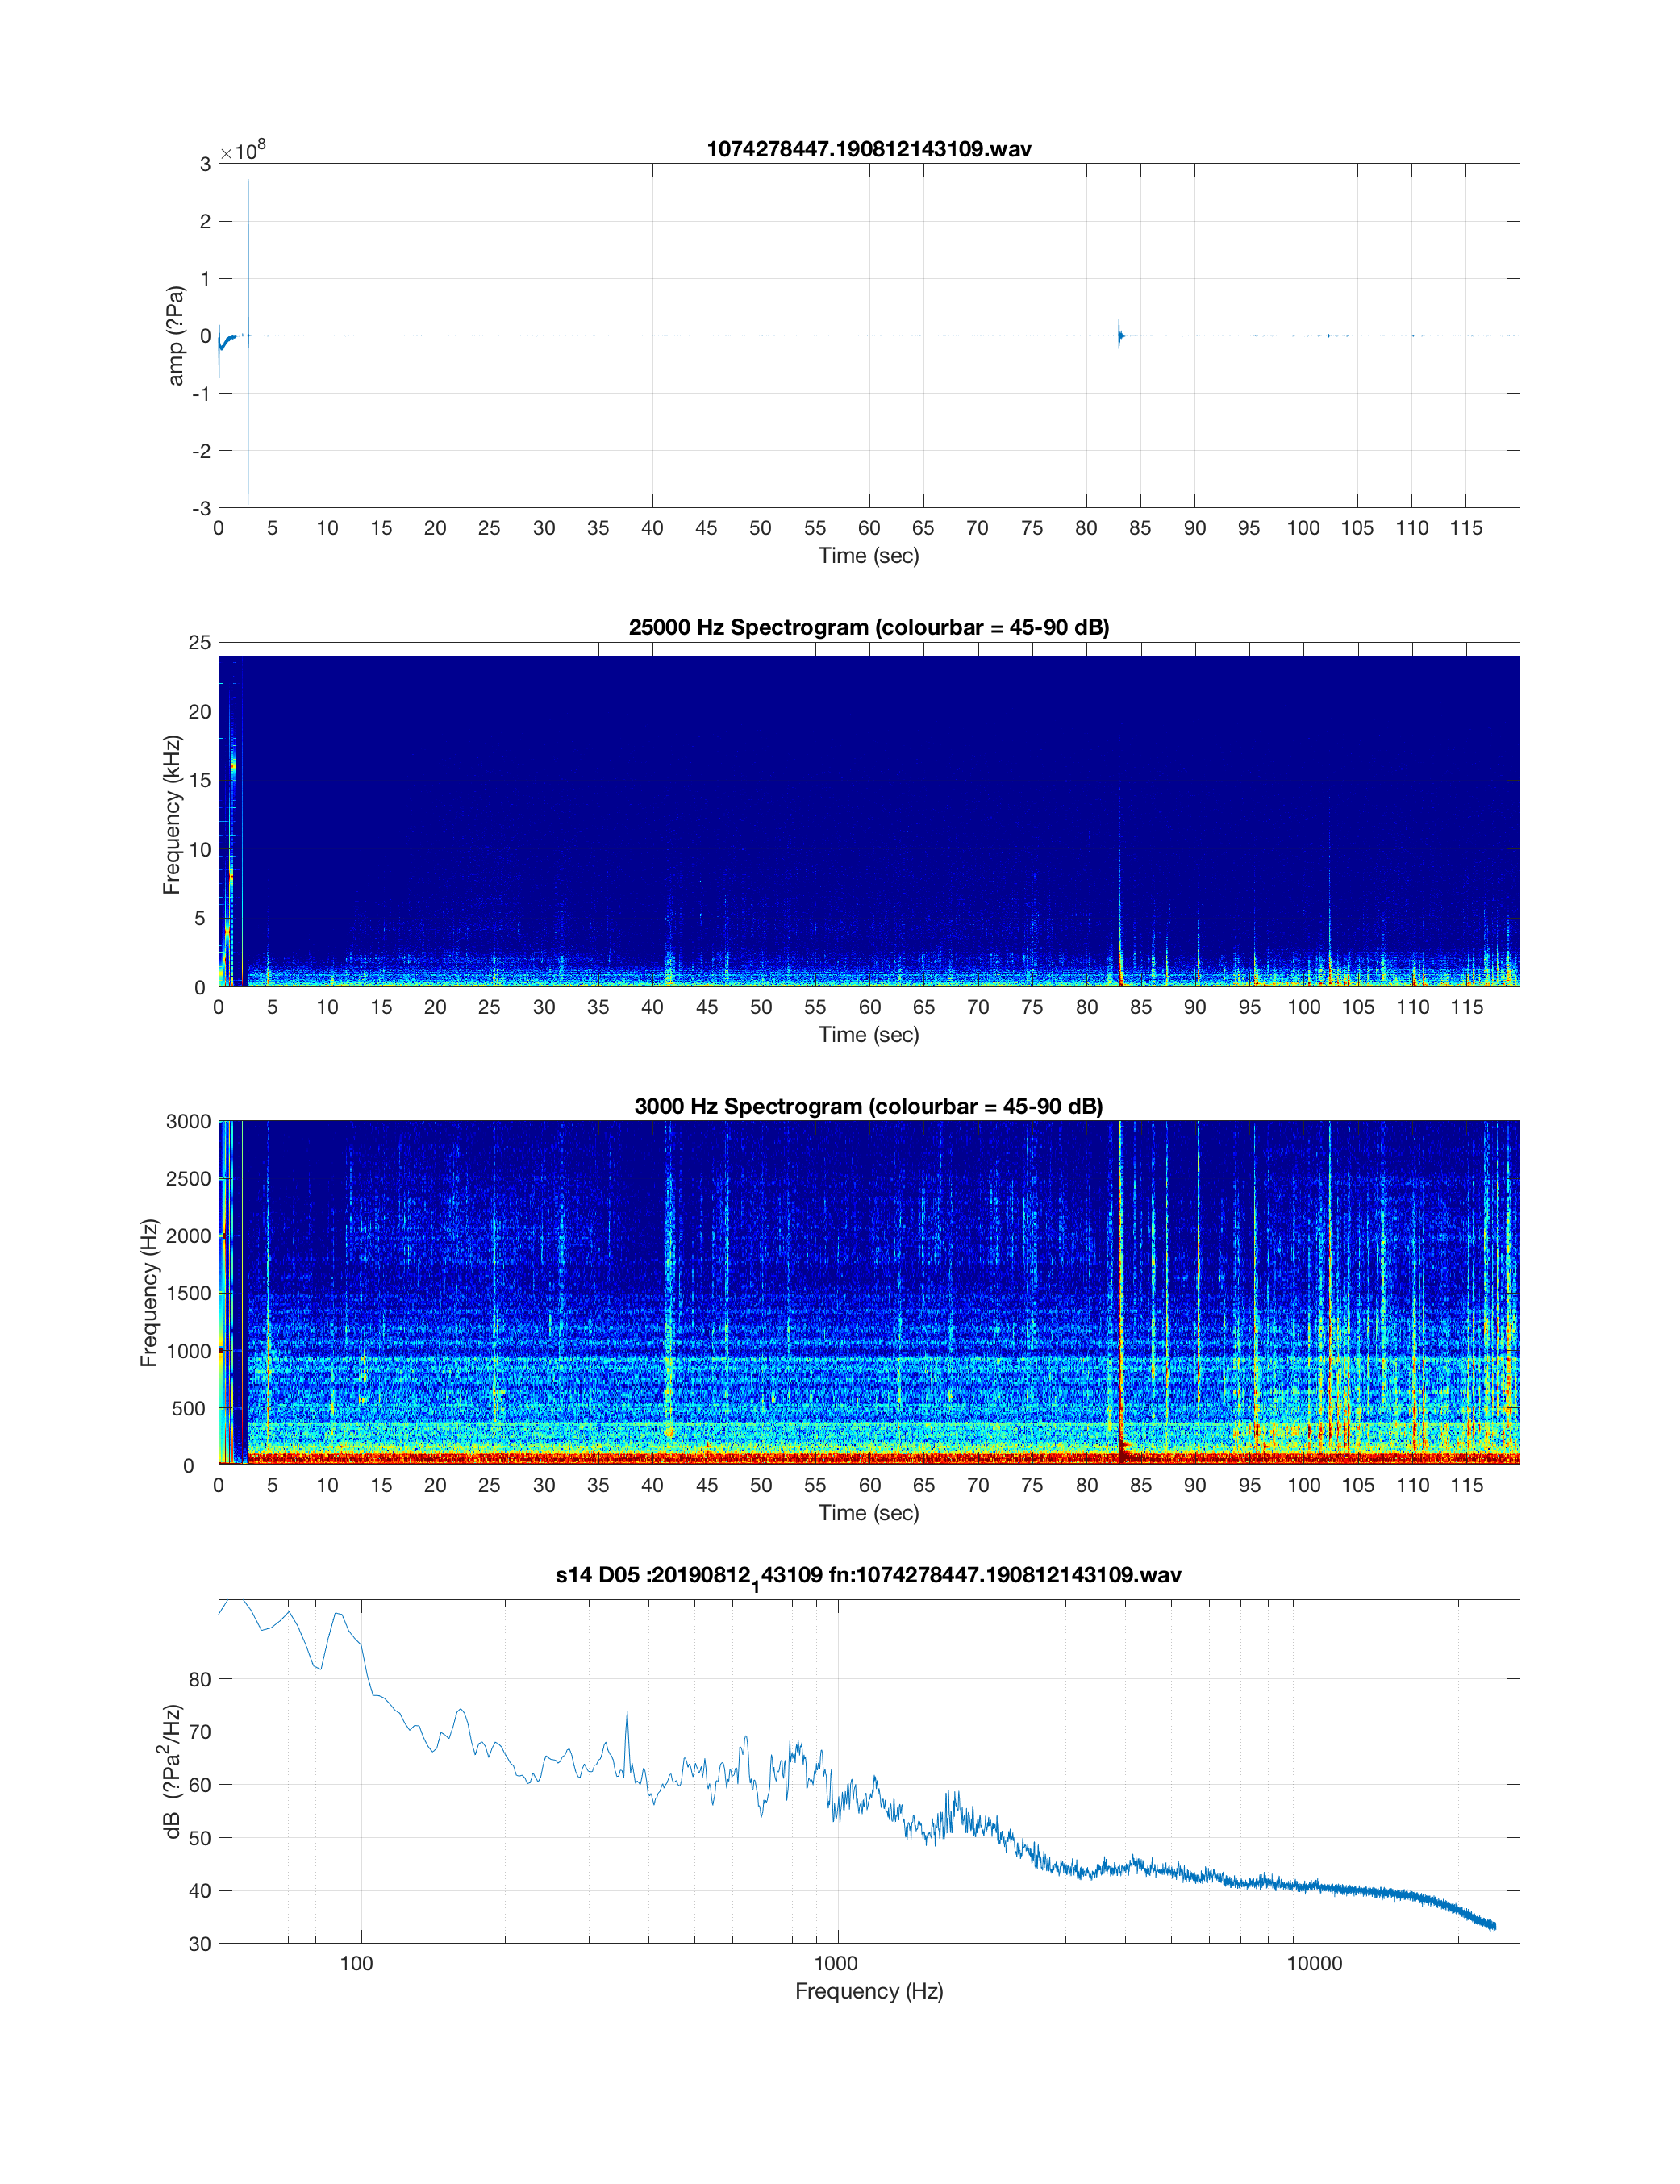 1074278447.190812143109.wav
×10⁸
3
2
1
0
-1
-2
-3
amp (?Pa)
0 5 10 15 20 25 30 35 40 45 50 55 60 65 70 75 80 85 90 95 100 105 110 115
Time (sec)
25000 Hz Spectrogram (colourbar = 45-90 dB)
25
20
15
10
5
0
Frequency (kHz)
0 5 10 15 20 25 30 35 40 45 50 55 60 65 70 75 80 85 90 95 100 105 110 115
Time (sec)
3000 Hz Spectrogram (colourbar = 45-90 dB)
3000
2500
2000
1500
1000
500
0
Frequency (Hz)
0 5 10 15 20 25 30 35 40 45 50 55 60 65 70 75 80 85 90 95 100 105 110 115
Time (sec)
s14 D05 :20190812₁43109 fn:1074278447.190812143109.wav
80
70
60
50
40
30
dB (?Pa²/Hz)
100 1000 10000
Frequency (Hz)